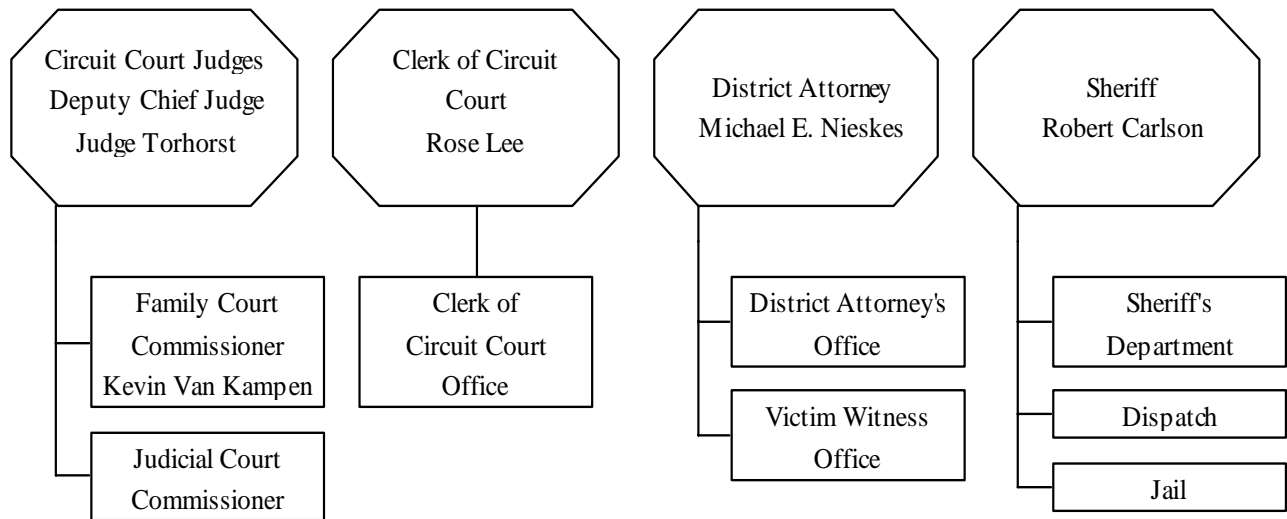 Circuit Court Judges
Deputy Chief Judge
Judge Torhorst
Clerk of Circuit
Court
Rose Lee
District Attorney
Michael E. Nieskes
Sheriff
Robert Carlson
Family Court
Commissioner
Kevin Van Kampen
Judicial Court
Commissioner
Clerk of
Circuit Court
Office
District Attorney's
Office
Victim Witness
Office
Sheriff's
Department
Dispatch
Jail